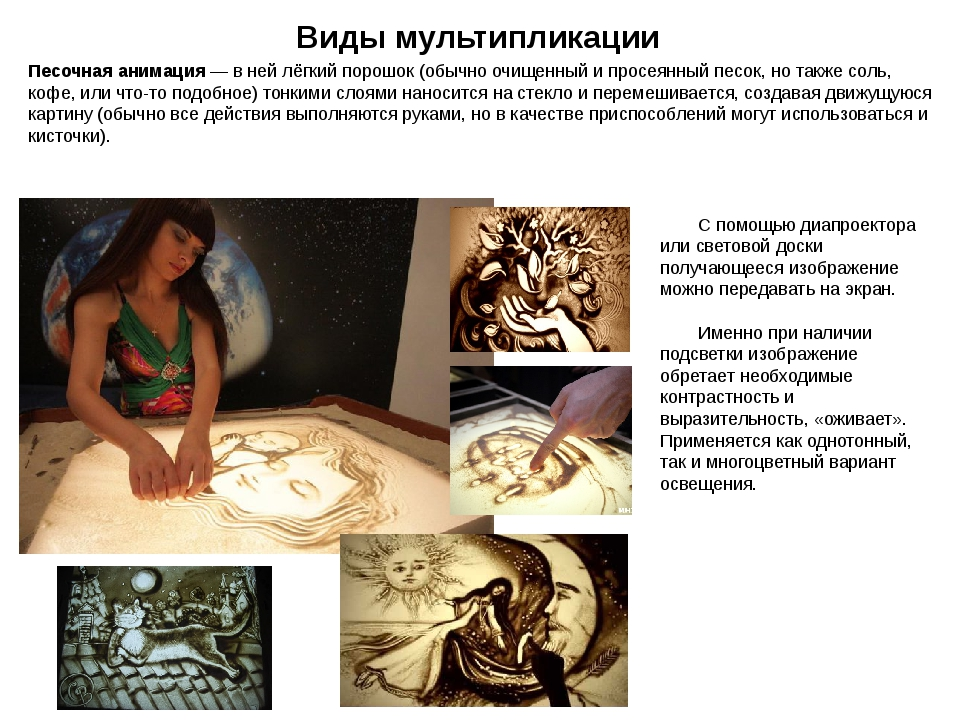 Виды мультипликации
Песочная анимация — в ней лёгкий порошок (обычно очищенный и просеянный песок, но также соль,
кофе, или что-то подобное) тонкими слоями наносится на стекло и перемешивается, создавая движущуюся
картину (обычно все действия выполняются руками, но в качестве приспособлений могут использоваться и
кисточки).
С помощью диапроектора
или световой доски
получающееся изображение
можно передавать на экран.
Именно при наличии
подсветки изображение
обретает необходимые
контрастность и
выразительность, «оживает».
Применяется как однотонный,
так и многоцветный вариант
освещения.